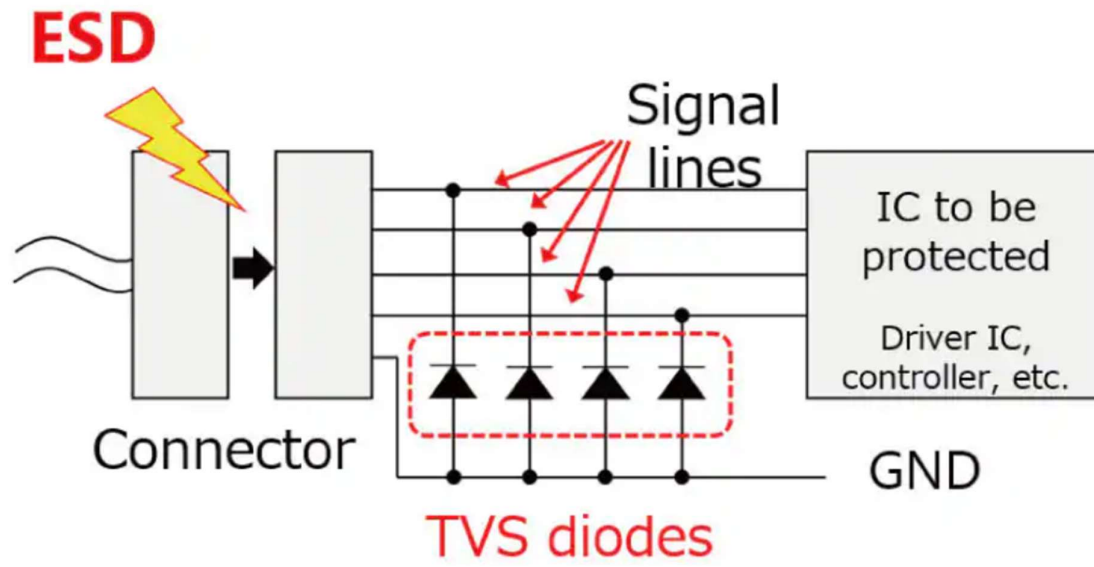 ESD
Signal
lines
IC to be
protected
Driver IC,
controller, etc.
Connector
GND
TVS diodes